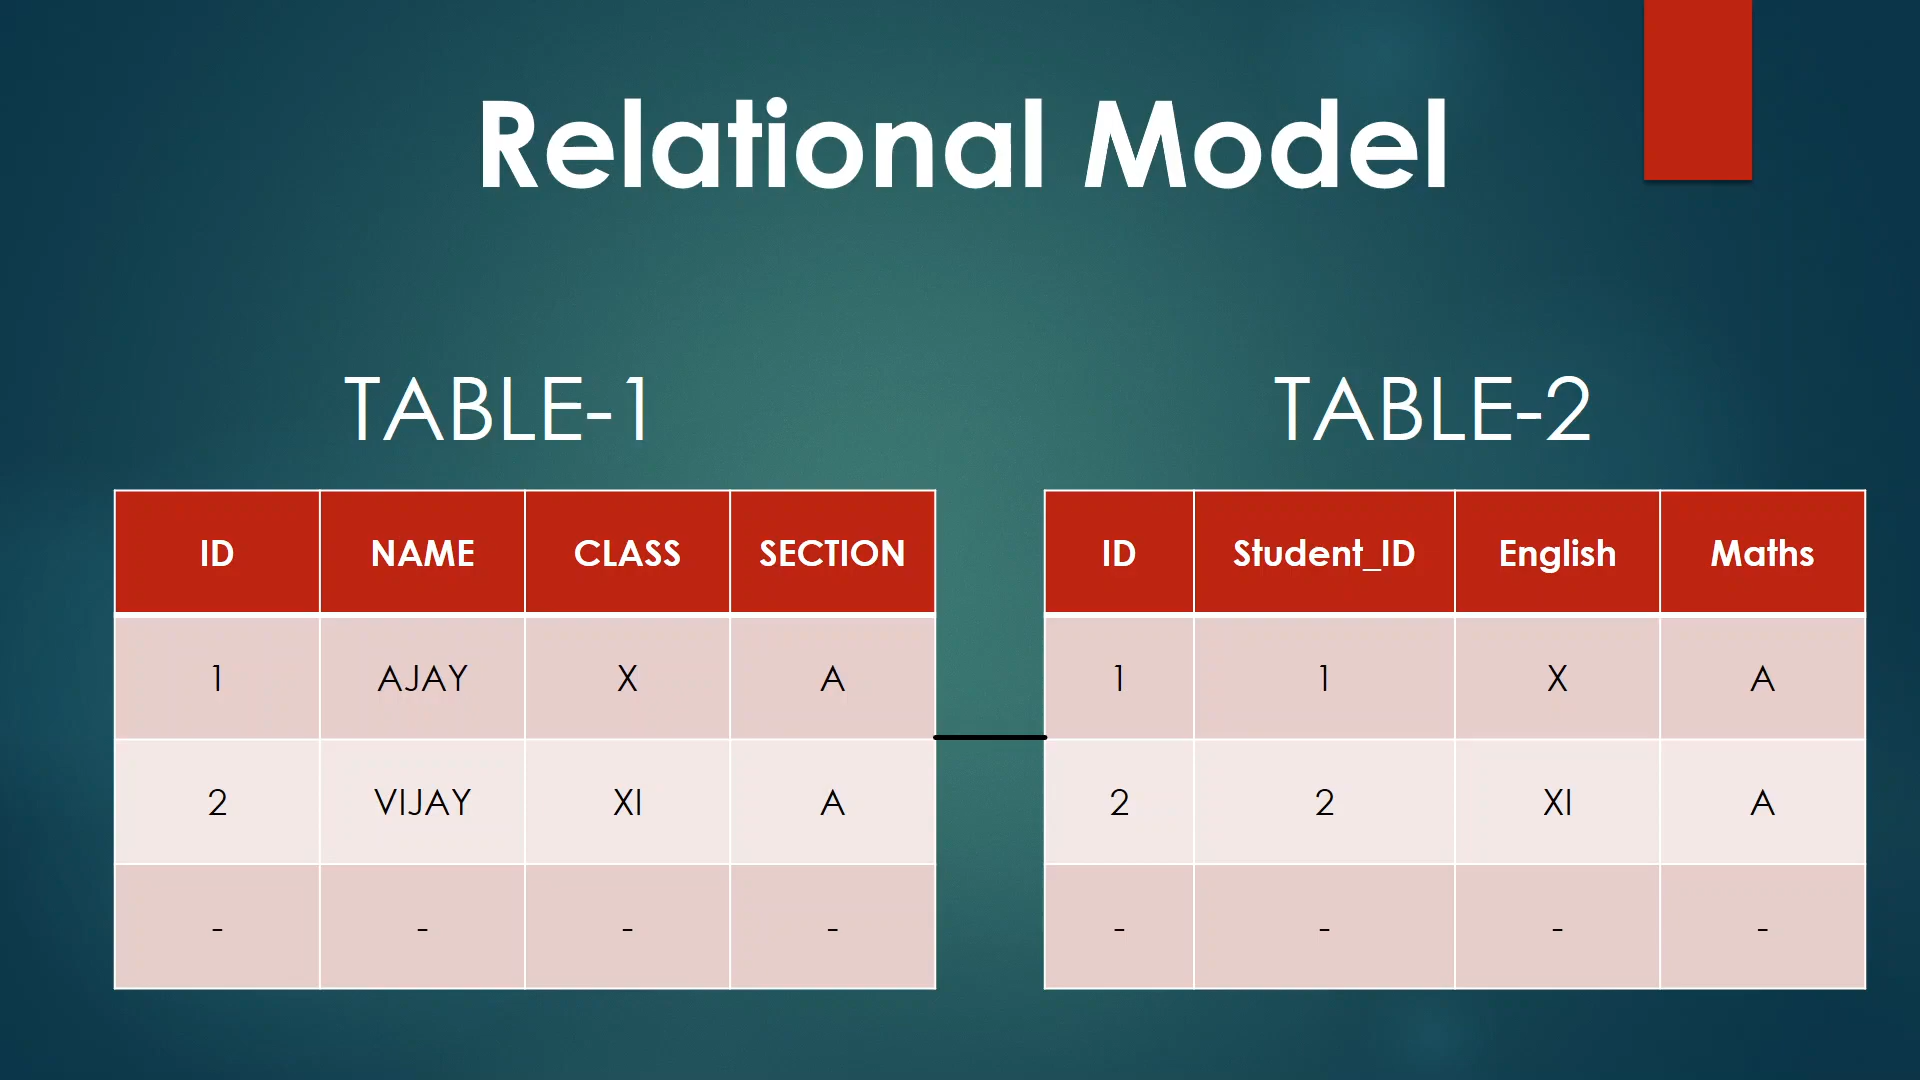 Relational Model
TABLE-1
ID NAME CLASS SECTION
1 AJAY X A
2 VIJAY XI A
- - - -
TABLE-2
ID Student_ID English Maths
1 1 X A
2 2 XI A
- - - -